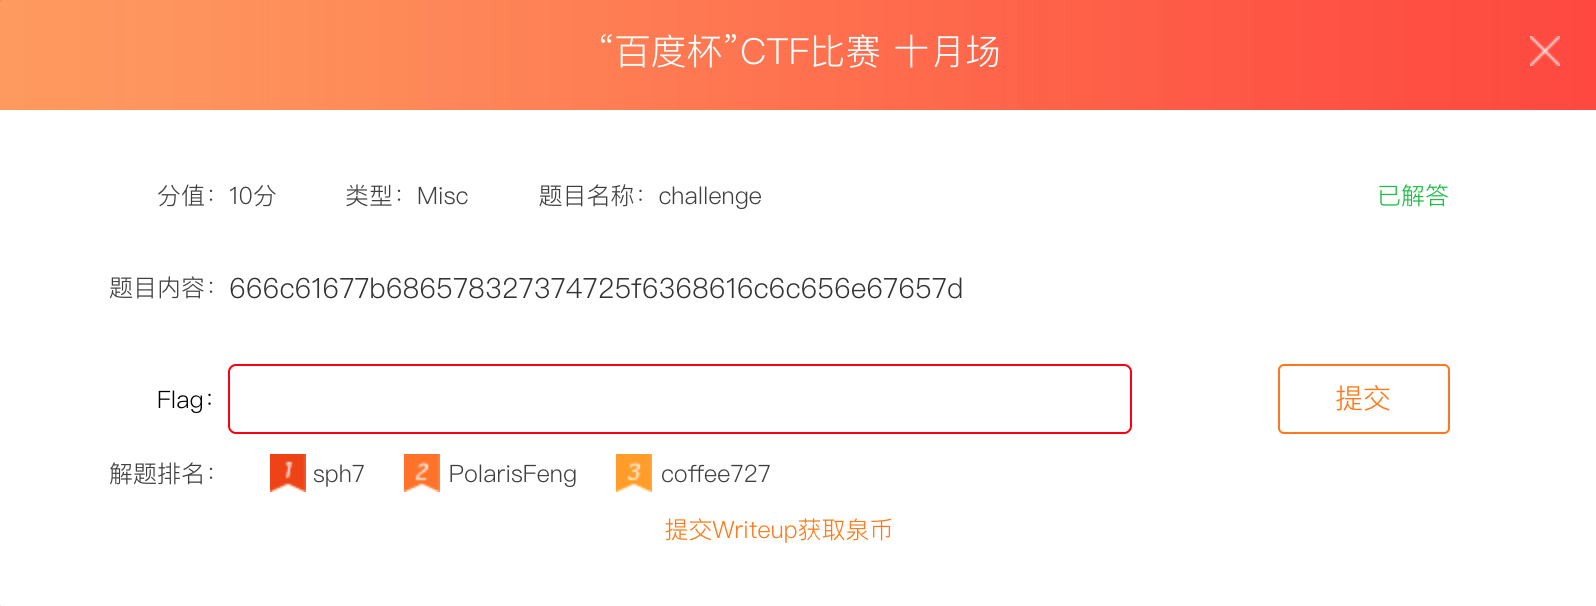 “百度杯”CTF比赛 十月场
分值：10分 类型：Misc 题目名称：challenge 已解答
题目内容：666c61677b686578327374725f6368616c6c656e67657d
Flag：
提交
解题排名： 1 sph7 2 PolarisFeng 3 coffee727
提交Writeup获取泉币